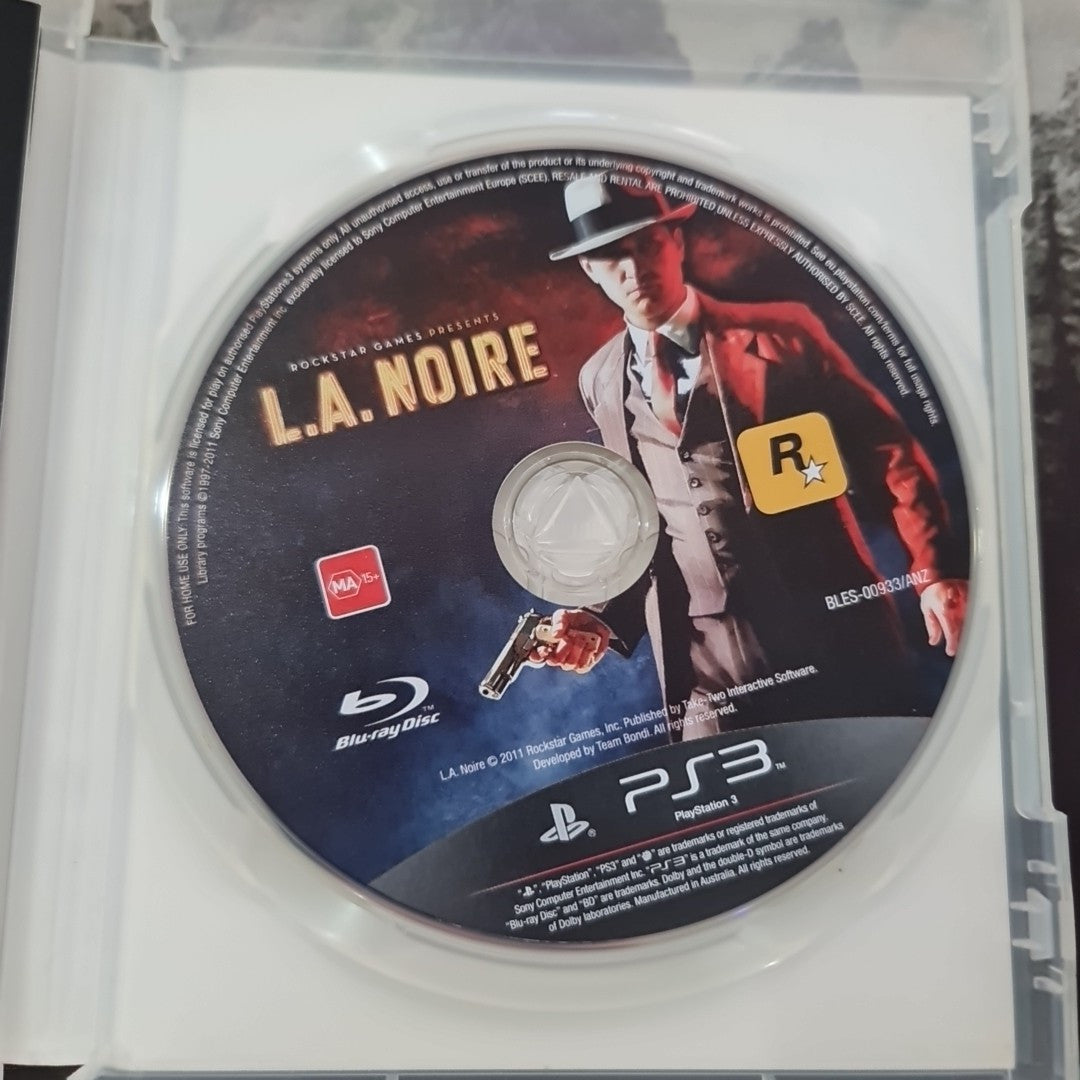 FOR HOME USE ONLY: This software is licensed for play on authorised PlayStation®3 systems only. All unauthorised access, use or transfer of the product or its underlying copyright and trademark works is prohibited. See eu.playstation.com/terms for full usage rights.
Library programs ©1997-2011 Sony Computer Entertainment Inc exclusively licensed to Sony Computer Entertainment Europe (SCEE). RESALE AND RENTAL ARE PROHIBITED UNLESS EXPRESSLY AUTHORISED BY SCEE. All rights reserved.
ROCKSTAR GAMES PRESENTS
L.A. NOIRE
R
MA 15+
BLES-00933/ANZ
Blu-ray Disc™
L.A. Noire © 2011 Rockstar Games, Inc. Published by Take-Two Interactive Software.
Developed by Team Bondi. All rights reserved.
PS3™
PlayStation 3
®
" ", "PlayStation", "PS3" and " " are trademarks or registered trademarks of
Sony Computer Entertainment Inc. "PS3" is a trademark of the same company.
"Blu-ray Disc" and "BD" are trademarks. Dolby and the double-D symbol are trademarks
of Dolby laboratories. Manufactured in Australia. All rights reserved.